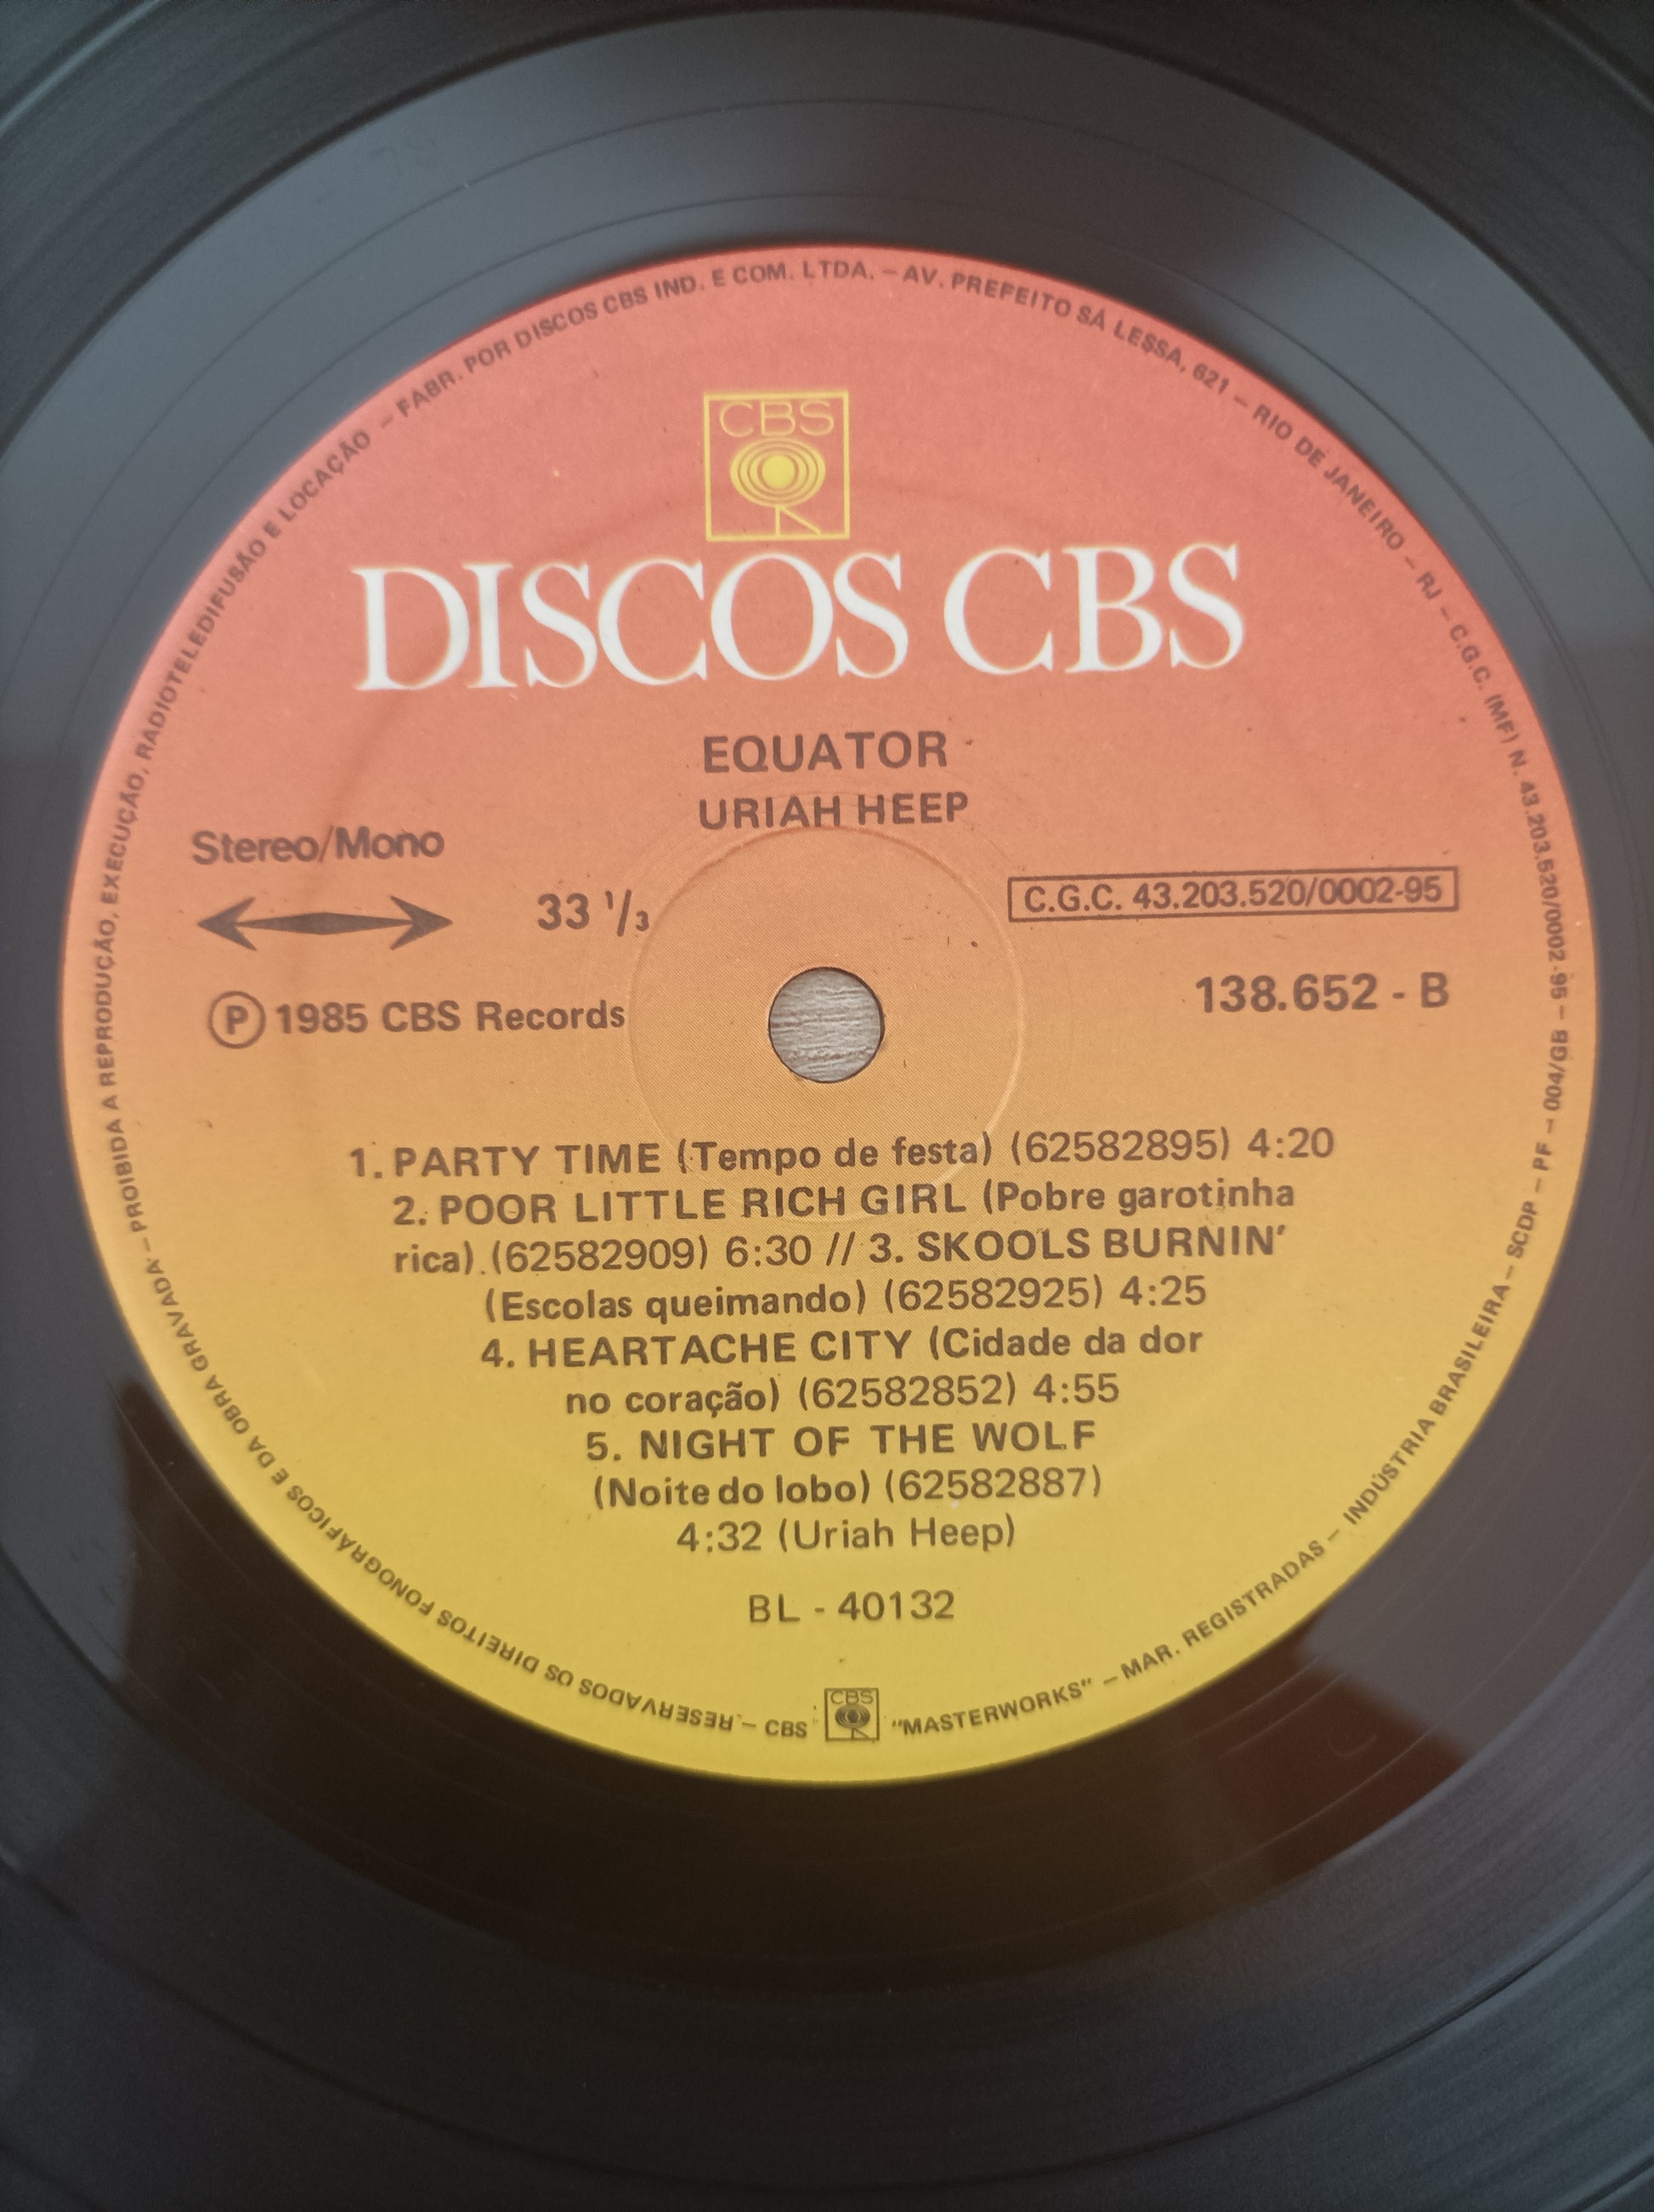 CBS
DISCOS CBS
EQUATOR
URIAH HEEP
Stereo/Mono
33 1/3
C.G.C. 43.203.520/0002-95
Ⓟ 1985 CBS Records
138.652 - B
1. PARTY TIME (Tempo de festa) (62582895) 4:20
2. POOR LITTLE RICH GIRL (Pobre garotinha
rica) (62582909) 6:30 // 3. SKOOLS BURNIN'
(Escolas queimando) (62582925) 4:25
4. HEARTACHE CITY (Cidade da dor
no coração) (62582852) 4:55
5. NIGHT OF THE WOLF
(Noite do lobo) (62582887)
4:32 (Uriah Heep)
BL - 40132
RESERVADOS OS DIREITOS FONOGRÁFICOS E DA OBRA GRAVADA - PROIBIDA A REPRODUÇÃO, EXECUÇÃO, RADIOTELEDIFUSÃO E LOCAÇÃO - FABR. POR DISCOS CBS IND. E COM. LTDA. - AV. PREFEITO SÁ LESSA, 621 - RIO DE JANEIRO - RJ - C.G.C. (MF) N. 43.203.520/0002-95 - 004/GB - PF - SCDP - INDÚSTRIA BRASILEIRA - MAR. REGISTRADAS - "MASTERWORKS" CBS - CBS